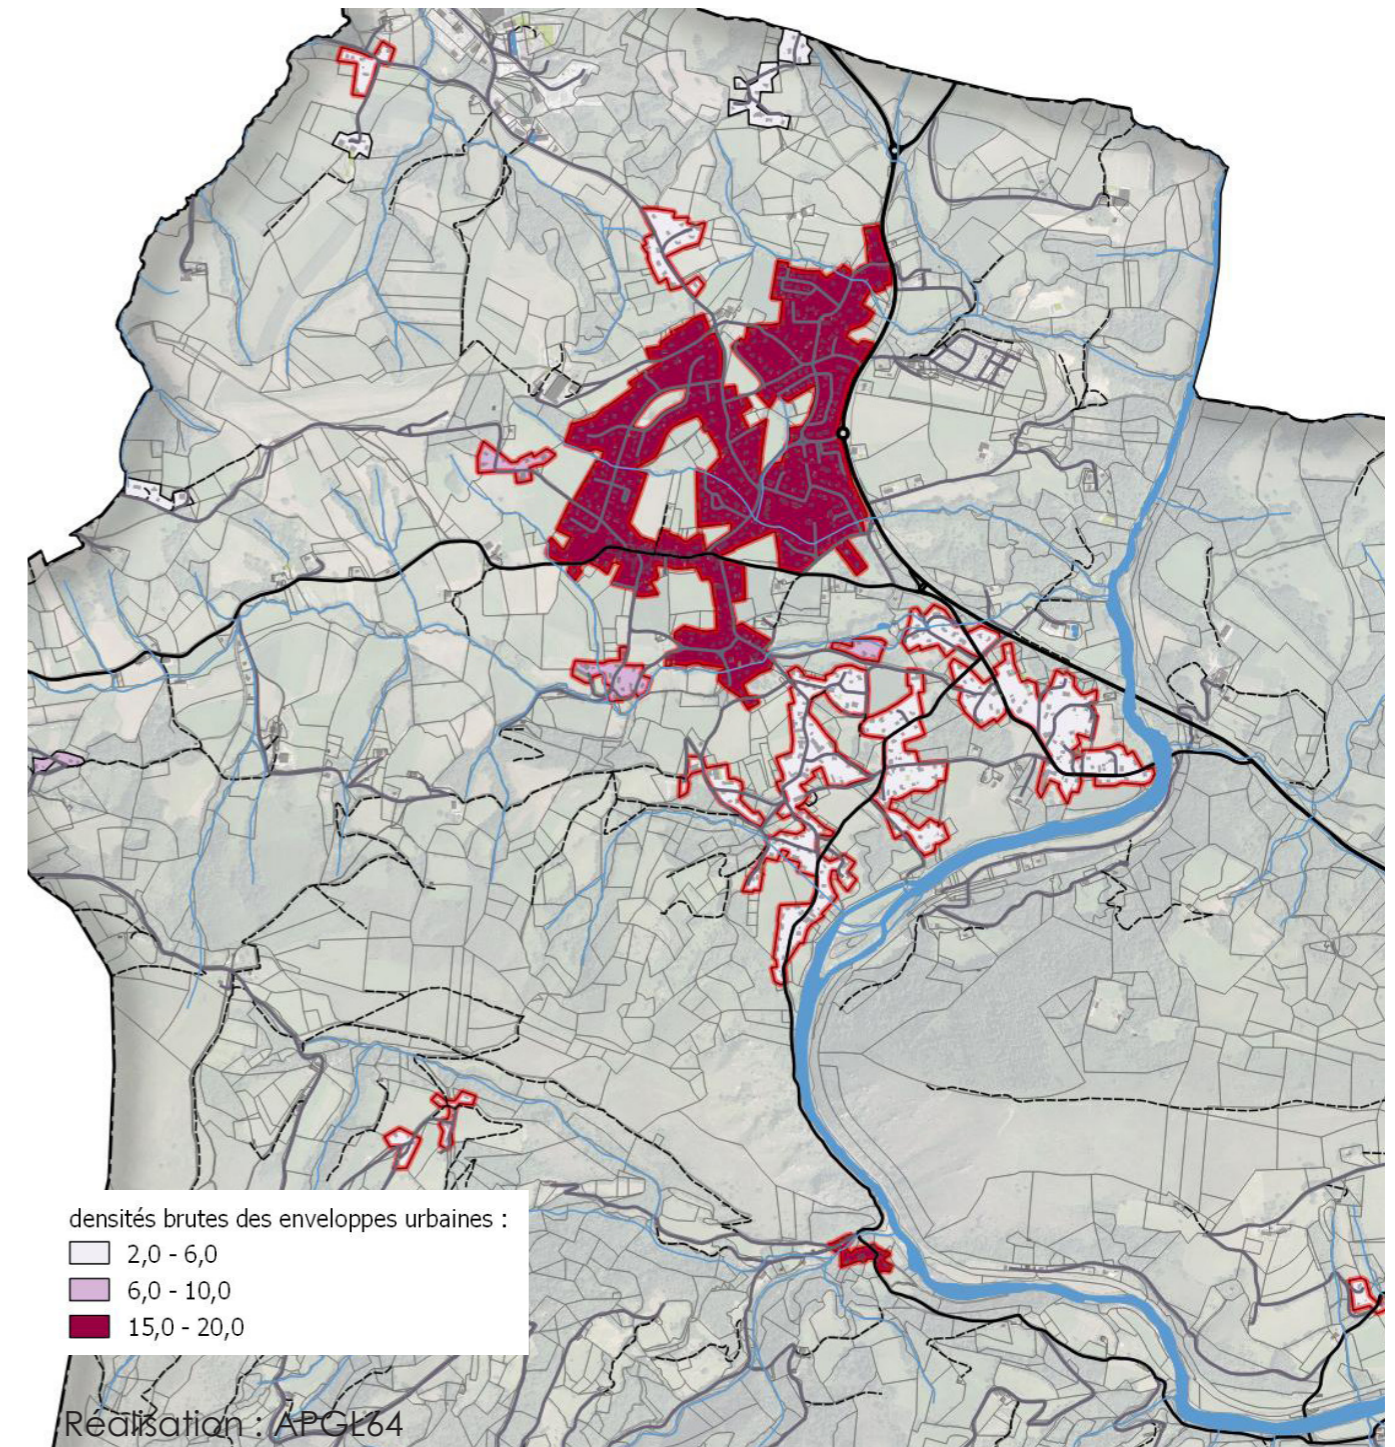 densités brutes des enveloppes urbaines :
2,0 - 6,0
6,0 - 10,0
15,0 - 20,0
Réalisation : APGL64